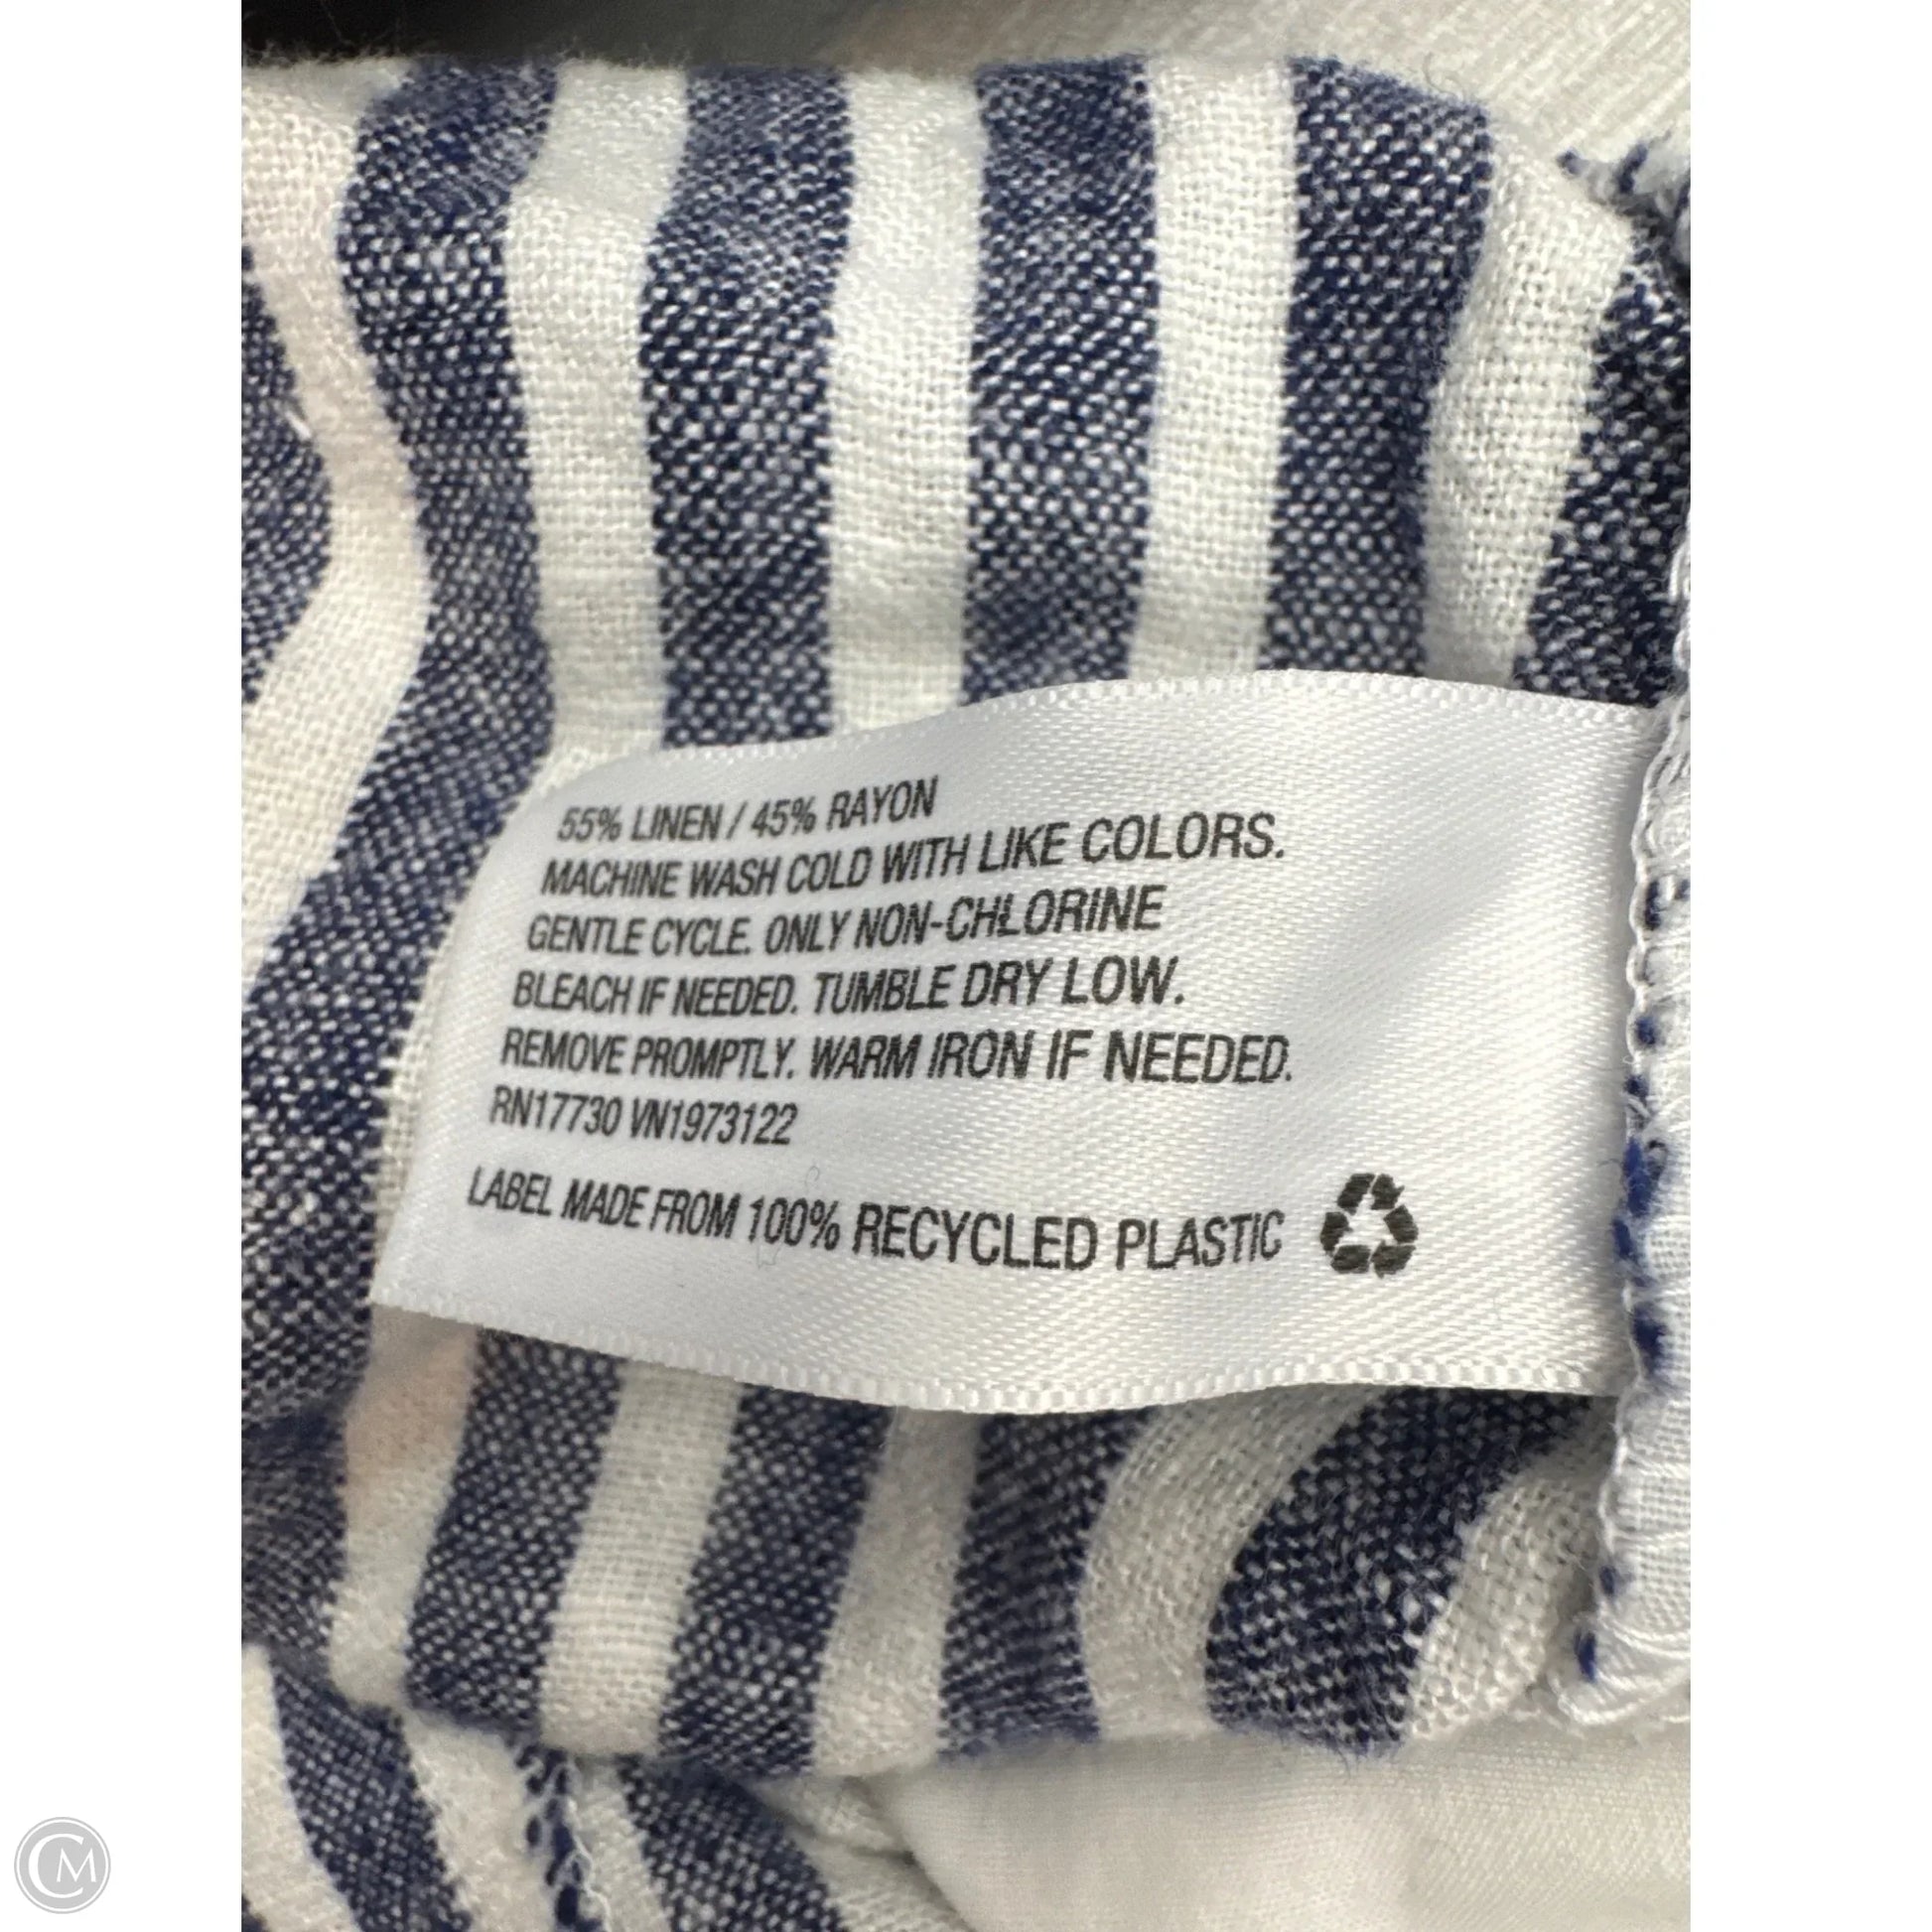 55% LINEN / 45% RAYON
MACHINE WASH COLD WITH LIKE COLORS.
GENTLE CYCLE. ONLY NON-CHLORINE
BLEACH IF NEEDED. TUMBLE DRY LOW.
REMOVE PROMPTLY. WARM IRON IF NEEDED.
RN17730 VN1973122
LABEL MADE FROM 100% RECYCLED PLASTIC
CM